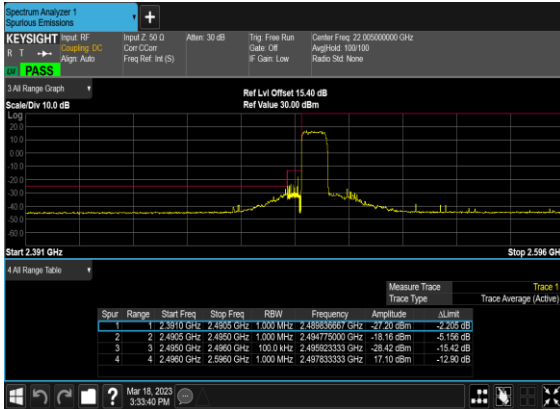 Spectrum Analyzer 1
Spurious Emissions
+
KEYSIGHT Input: RF Input Z: 50 Ω Atten: 30 dB Trig: Free Run Center Freq: 22.005000000 GHz
R T Coupling: DC Corr CCorr Gate: Off Avg|Hold: 100/100
Align: Auto Freq Ref: Int (S) IF Gain: Low Radio Std: None
PASS
3 All Range Graph
Ref Lvl Offset 15.40 dB
Scale/Div 10.0 dB Ref Value 30.00 dBm
Log
20.0
10.0
0.00
-10.0
-20.0
-30.0
-40.0
-50.0
-60.0
Start 2.391 GHz Stop 2.596 GHz
4 All Range Table
Measure Trace Trace 1
Trace Type Trace Average (Active)
Spur Range Start Freq Stop Freq RBW Frequency Amplitude ΔLimit
1 1 2.3910 GHz 2.4905 GHz 1.000 MHz 2.489836667 GHz -27.20 dBm -2.205 dB
2 2 2.4905 GHz 2.4950 GHz 1.000 MHz 2.494775000 GHz -18.16 dBm -5.156 dB
3 3 2.4950 GHz 2.4960 GHz 100.0 kHz 2.495923333 GHz -28.42 dBm -15.42 dB
4 4 2.4960 GHz 2.5960 GHz 1.000 MHz 2.497833333 GHz 17.10 dBm -12.90 dB
?
Mar 18, 2023
3:33:40 PM